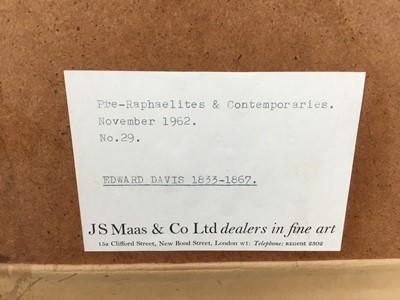 Pre-Raphaelites & Contemporaries.
November 1962.
No.29.
EDWARD DAVIS 1833-1867.
JS Maas & Co Ltd dealers in fine art
15a Clifford Street, New Bond Street, London W1: Telephone: REGENT 2302